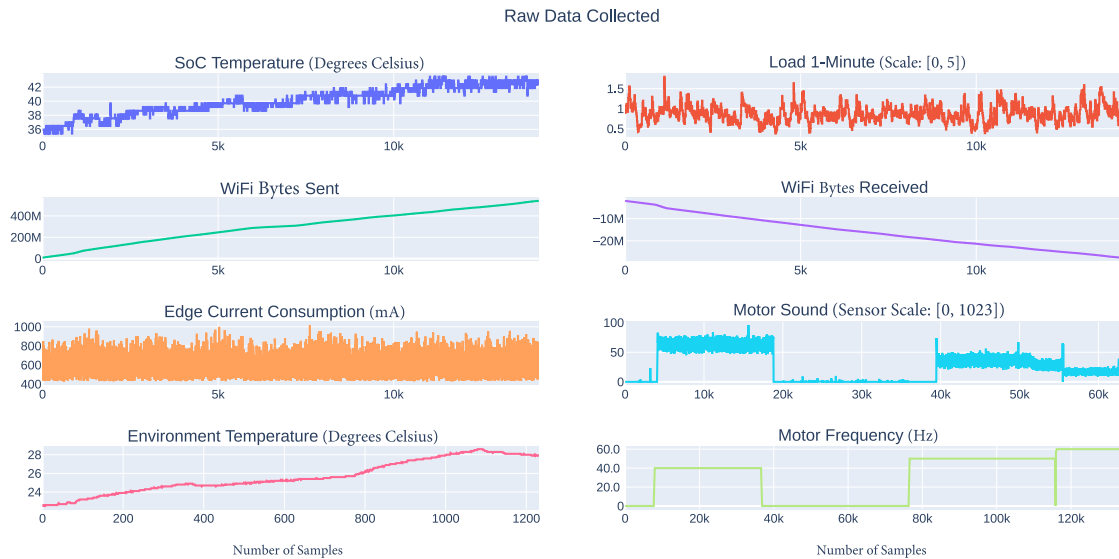 Raw Data Collected
SoC Temperature (Degrees Celsius)
42
40
38
36
0
5k
10k
Load 1-Minute (Scale: [0, 5])
1.5
1
0.5
0
5k
10k
WiFi Bytes Sent
400M
200M
0
0
5k
10k
WiFi Bytes Received
−10M
−20M
0
5k
10k
Edge Current Consumption (mA)
1000
800
600
400
0
5k
10k
Motor Sound (Sensor Scale: [0, 1023])
100
50
0
0
10k
20k
30k
40k
50k
60k
Environment Temperature (Degrees Celsius)
28
26
24
0
200
400
600
800
1000
1200
Number of Samples
Motor Frequency (Hz)
60.0
40.0
20.0
0.0
0
20k
40k
60k
80k
100k
120k
Number of Samples